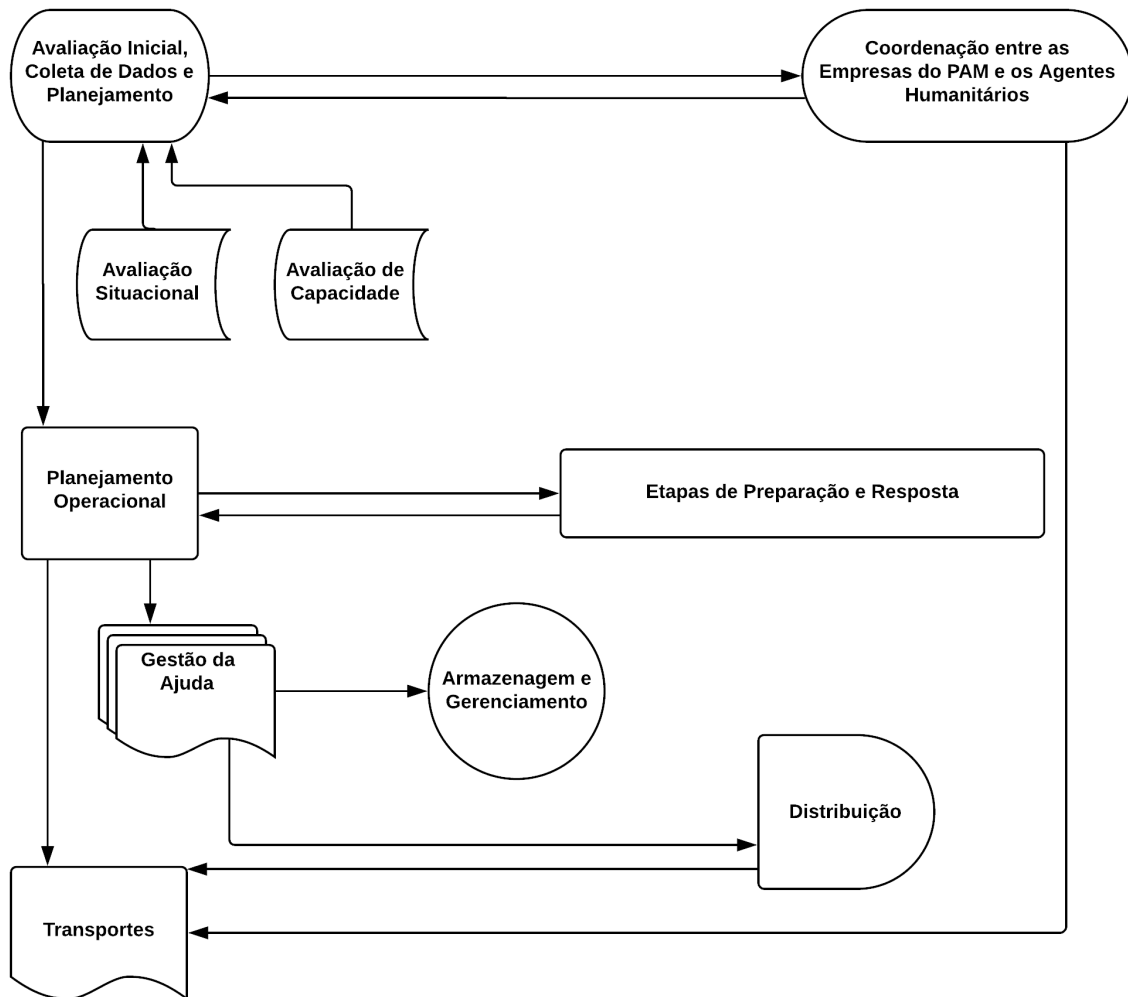 Avaliação Inicial,
Coleta de Dados e
Planejamento
Coordenação entre as
Empresas do PAM e os Agentes
Humanitários
Avaliação
Situacional
Avaliação de
Capacidade
Planejamento
Operacional
Etapas de Preparação e Resposta
Gestão da
Ajuda
Armazenagem e
Gerenciamento
Distribuição
Transportes